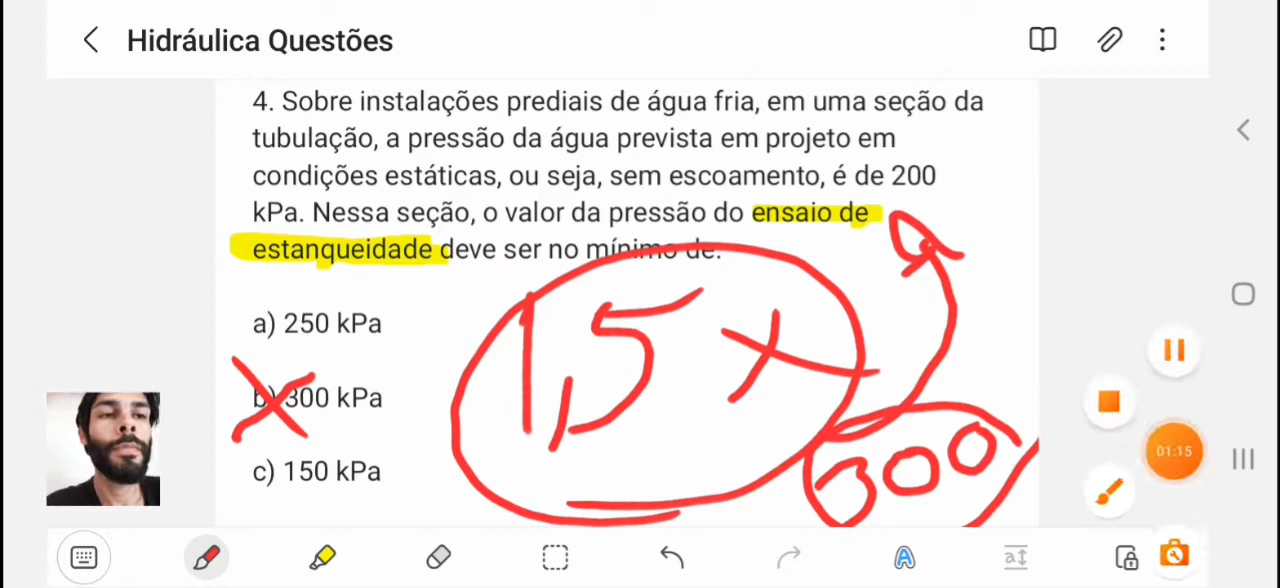 Hidráulica Questões
4. Sobre instalações prediais de água fria, em uma seção da
tubulação, a pressão da água prevista em projeto em
condições estáticas, ou seja, sem escoamento, é de 200
kPa. Nessa seção, o valor da pressão do ensaio de
estanqueidade deve ser no mínimo de:
a) 250 kPa
1,5 x
b) 300 kPa
300
c) 150 kPa
01:15
A
a